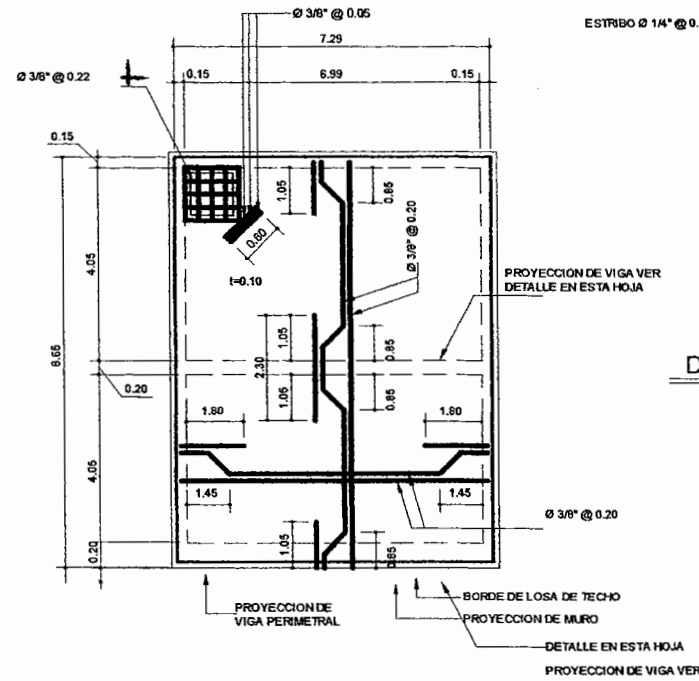 Ø 3/8" @ 0.05
ESTRIBO Ø 1/4" @ 0.
7.29
Ø 3/8" @ 0.22
0.15
6.99
0.15
0.15
1.05
0.85
0.60
Ø 3/8" @ 0.20
4.05
t=0.10
PROYECCION DE VIGA VER
DETALLE EN ESTA HOJA
8.65
2.30
1.05
0.85
D
0.20
1.05
0.85
1.80
1.80
4.05
1.45
1.45
Ø 3/8" @ 0.20
0.20
1.05
0.85
PROYECCION DE
VIGA PERIMETRAL
BORDE DE LOSA DE TECHO
PROYECCION DE MURO
DETALLE EN ESTA HOJA
PROYECCION DE VIGA VER